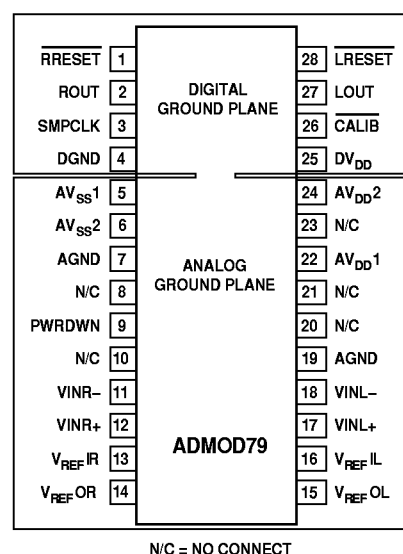 RRESET 1 28 LRESET
ROUT 2 DIGITAL GROUND PLANE 27 LOUT
SMPCLK 3 26 CALIB
DGND 4 25 DVDD
AVSS1 5 24 AVDD2
AVSS2 6 23 N/C
AGND 7 22 AVDD1
N/C 8 ANALOG GROUND PLANE 21 N/C
PWRDWN 9 20 N/C
N/C 10 19 AGND
VINR– 11 18 VINL–
VINR+ 12 17 VINL+
VREFIR 13 ADMOD79 16 VREFIL
VREFOR 14 15 VREFOL
N/C = NO CONNECT